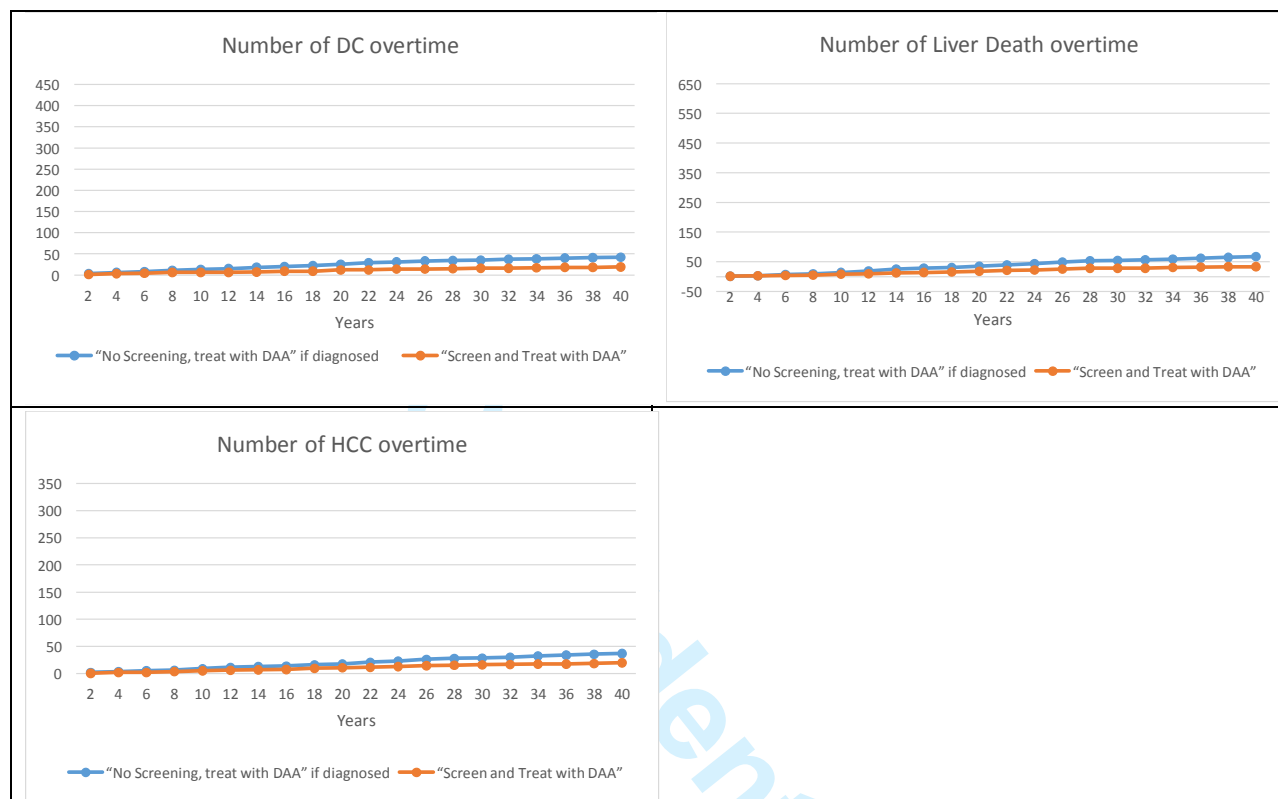 Number of DC overtime
450
400
350
300
250
200
150
100
50
0
2 4 6 8 10 12 14 16 18 20 22 24 26 28 30 32 34 36 38 40
Years
“No Screening, treat with DAA” if diagnosed “Screen and Treat with DAA”
Number of Liver Death overtime
650
550
450
350
250
150
50
-50
2 4 6 8 10 12 14 16 18 20 22 24 26 28 30 32 34 36 38 40
Years
“No Screening, treat with DAA” if diagnosed “Screen and Treat with DAA”
Number of HCC overtime
350
300
250
200
150
100
50
0
2 4 6 8 10 12 14 16 18 20 22 24 26 28 30 32 34 36 38 40
Years
“No Screening, treat with DAA” if diagnosed “Screen and Treat with DAA”